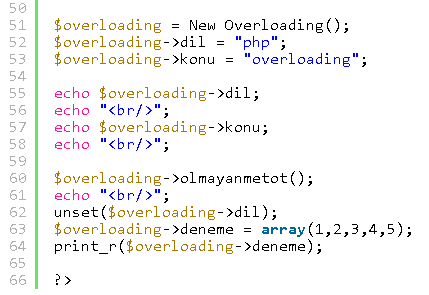 50
51 $overloading = New Overloading();
52 $overloading->dil = "php";
53 $overloading->konu = "overloading";
54
55 echo $overloading->dil;
56 echo "<br/>";
57 echo $overloading->konu;
58 echo "<br/>";
59
60 $overloading->olmayanmetot();
61 echo "<br/>";
62 unset($overloading->dil);
63 $overloading->deneme = array(1,2,3,4,5);
64 print_r($overloading->deneme);
65
66 ?>